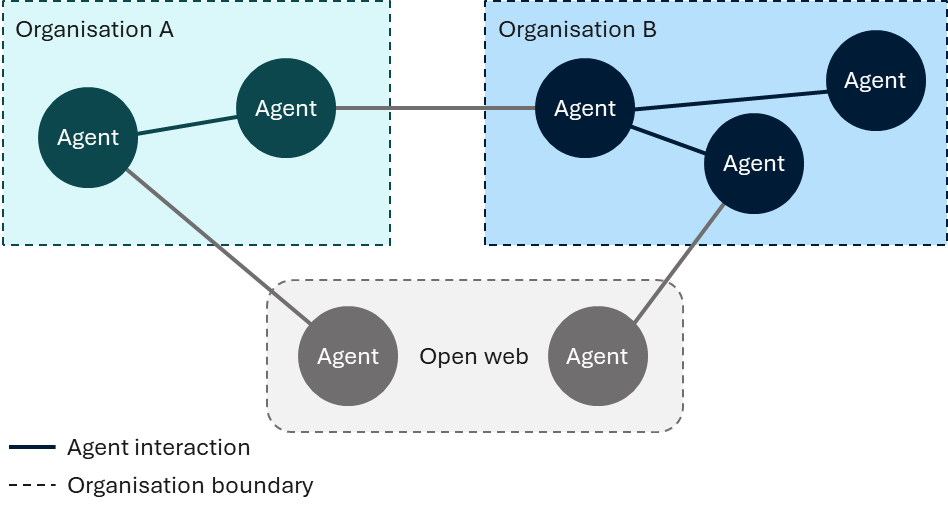 Organisation A
Organisation B
Agent
Agent
Agent
Agent
Agent
Agent
Open web
Agent
Agent interaction
Organisation boundary